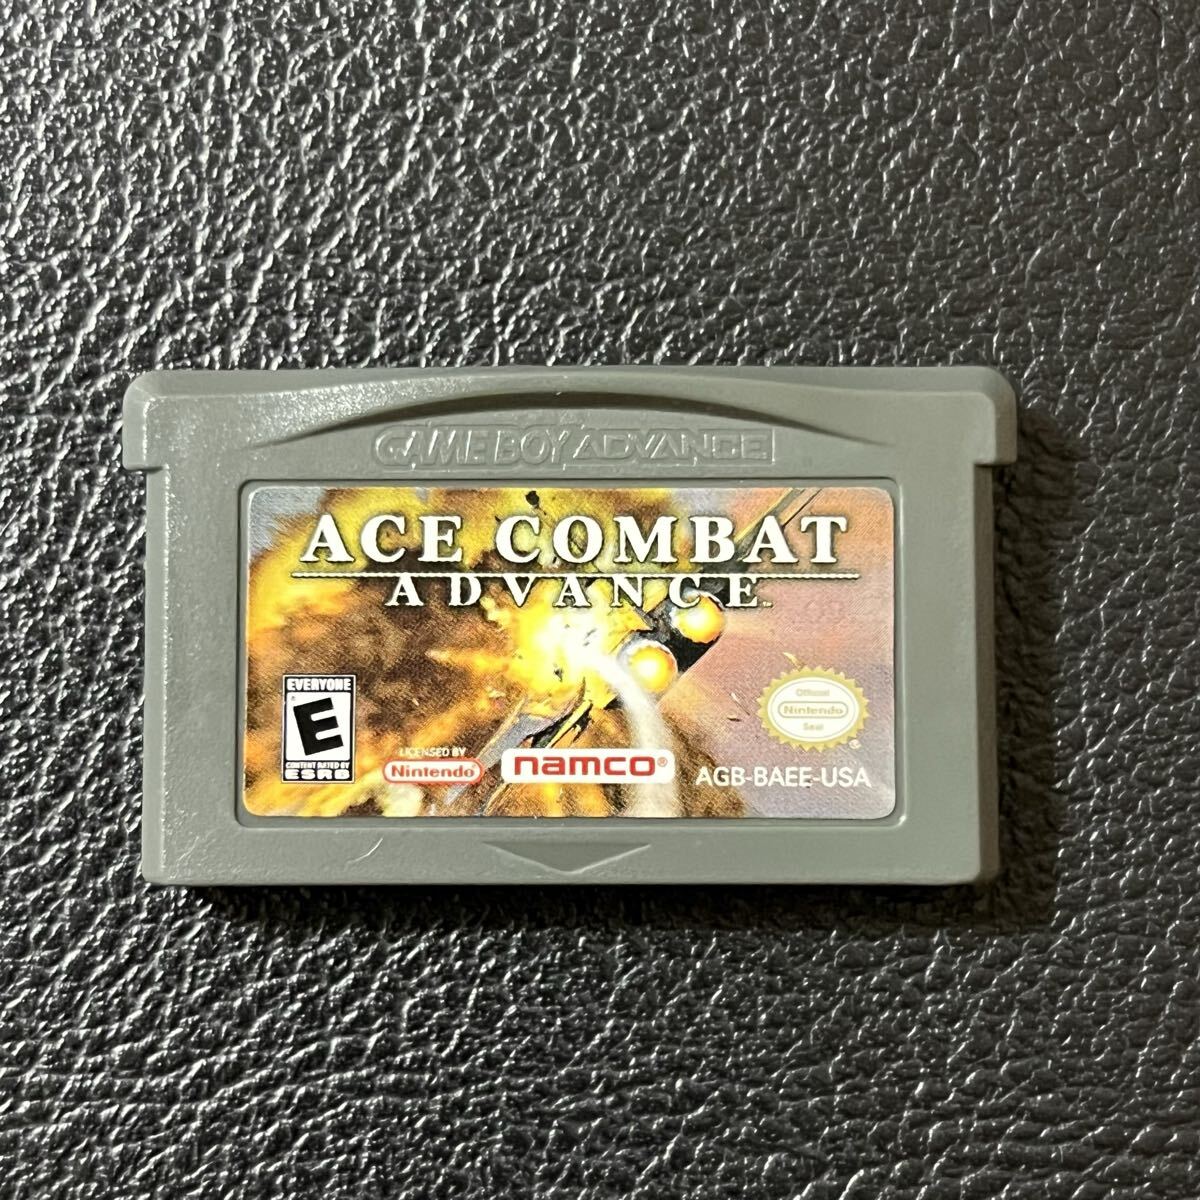 GAME BOY ADVANCE
ACE COMBAT
ADVANCE™
EVERYONE
E
CONTENT RATED BY
ESRB
LICENSED BY
Nintendo
namco®
Official
Nintendo
Seal
®
AGB-BAEE-USA